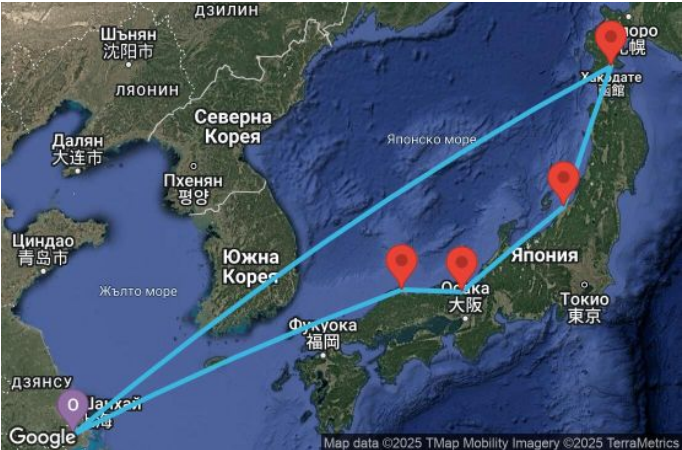 ДЗИЛИН
Шънян
沈阳市
ЛЯОНИН
Северна
Корея
Далян
大连市
Пхенян
평양
Циндао
青岛市
Южна
Корея
Жълто море
Японско море
Хакодате
函館
Япония
Токио
東京
大阪
Фукуока
福岡
ДЗЯНСУ
O
Google
Map data ©2025 TMap Mobility Imagery ©2025 TerraMetrics